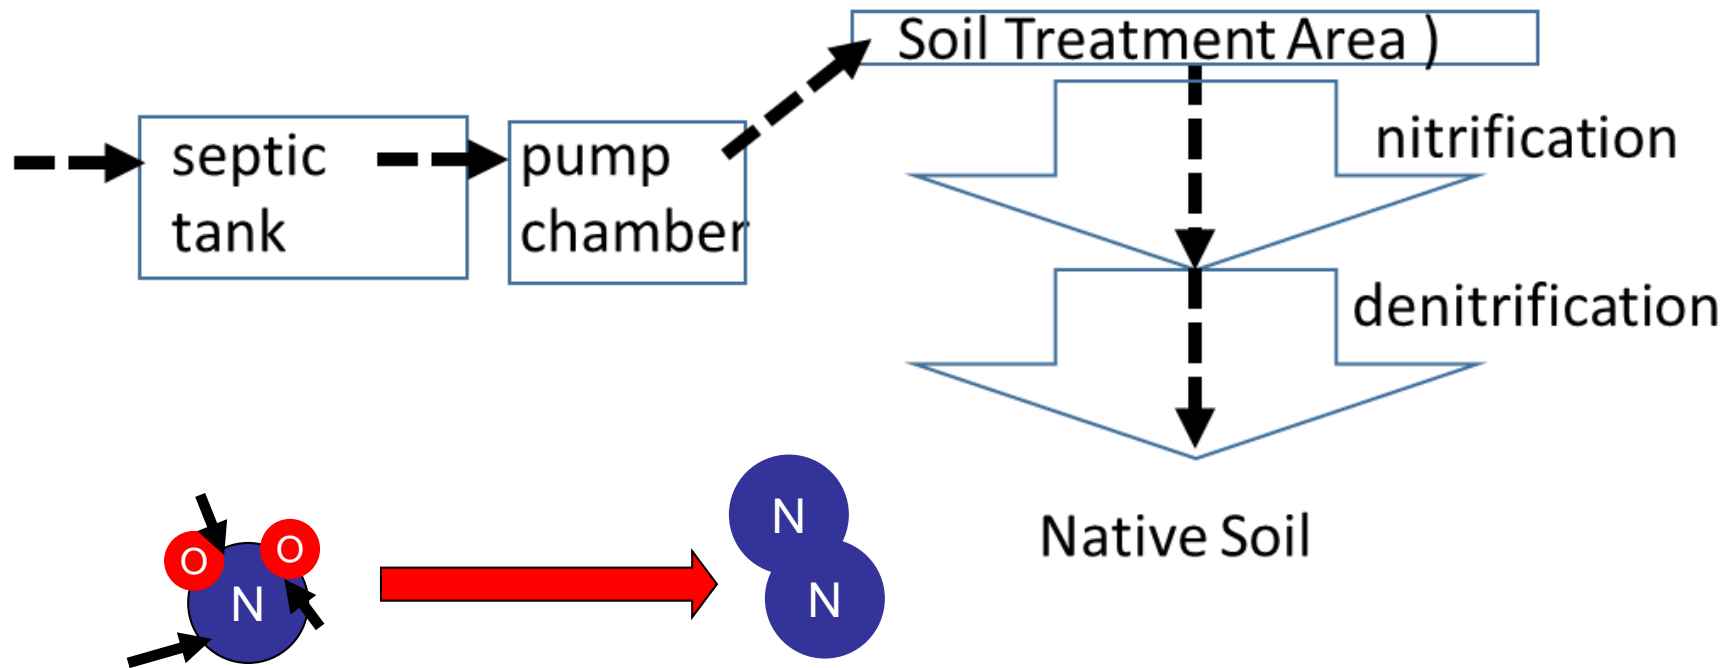 Soil Treatment Area )
septic
tank
pump
chamber
nitrification
denitrification
Native Soil
O
O
N
N
N